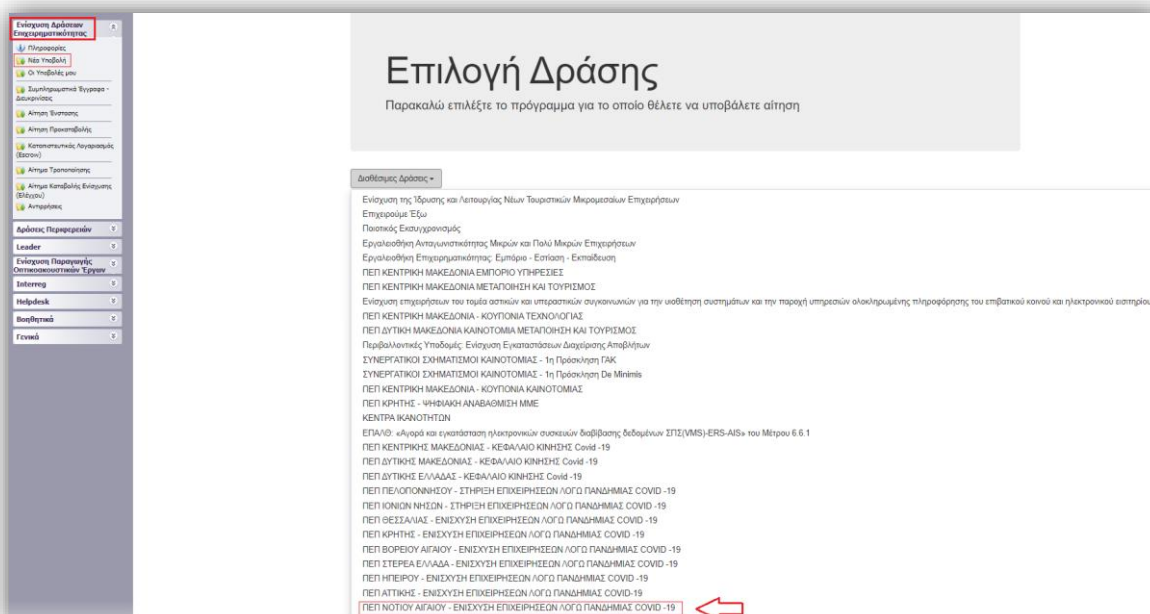 Ενίσχυση Δράσεων
Επιχειρηματικότητας
Πληροφορίες
Νέα Υποβολή
Οι Υποβολές μου
Συμπληρωματικά Έγγραφα -
Διευκρινίσεις
Αίτηση Ένστασης
Αίτηση Προκαταβολής
Καταπιστευτικός Λογαριασμός
(Escrow)
Αίτημα Τροποποίησης
Αίτημα Καταβολής Ενίσχυσης
(Ελέγχου)
Αντιρρήσεις
Δράσεις Περιφερειών
Leader
Ενίσχυση Παραγωγής
Οπτικοακουστικών Έργων
Interreg
Helpdesk
Βοηθητικά
Γενικά
Επιλογή Δράσης
Παρακαλώ επιλέξτε το πρόγραμμα για το οποίο θέλετε να υποβάλετε αίτηση
Διαθέσιμες Δράσεις
Ενίσχυση της Ίδρυσης και Λειτουργίας Νέων Τουριστικών Μικρομεσαίων Επιχειρήσεων
Επιχειρούμε Έξω
Ποιοτικός Εκσυγχρονισμός
Εργαλειοθήκη Ανταγωνιστικότητας Μικρών και Πολύ Μικρών Επιχειρήσεων
Εργαλειοθήκη Επιχειρηματικότητας: Εμπόριο - Εστίαση - Εκπαίδευση
ΠΕΠ ΚΕΝΤΡΙΚΗ ΜΑΚΕΔΟΝΙΑ ΕΜΠΟΡΙΟ ΥΠΗΡΕΣΙΕΣ
ΠΕΠ ΚΕΝΤΡΙΚΗ ΜΑΚΕΔΟΝΙΑ ΜΕΤΑΠΟΙΗΣΗ ΚΑΙ ΤΟΥΡΙΣΜΟΣ
Ενίσχυση επιχειρήσεων του τομέα αστικών και υπεραστικών συγκοινωνιών για την υιοθέτηση συστημάτων και την παροχή υπηρεσιών ολοκληρωμένης πληροφόρησης του επιβατικού κοινού και ηλεκτρονικού εισιτηρίου
ΠΕΠ ΚΕΝΤΡΙΚΗ ΜΑΚΕΔΟΝΙΑ - ΚΟΥΠΟΝΙΑ ΤΕΧΝΟΛΟΓΙΑΣ
ΠΕΠ ΔΥΤΙΚΗ ΜΑΚΕΔΟΝΙΑ ΚΑΙΝΟΤΟΜΙΑ ΜΕΤΑΠΟΙΗΣΗ ΚΑΙ ΤΟΥΡΙΣΜΟΣ
Περιβαλλοντικές Υποδομές: Ενίσχυση Εγκαταστάσεων Διαχείρισης Αποβλήτων
ΣΥΝΕΡΓΑΤΙΚΟΙ ΣΧΗΜΑΤΙΣΜΟΙ ΚΑΙΝΟΤΟΜΙΑΣ - 1η Πρόσκληση ΓΑΚ
ΣΥΝΕΡΓΑΤΙΚΟΙ ΣΧΗΜΑΤΙΣΜΟΙ ΚΑΙΝΟΤΟΜΙΑΣ - 1η Πρόσκληση De Minimis
ΠΕΠ ΚΕΝΤΡΙΚΗ ΜΑΚΕΔΟΝΙΑ - ΚΟΥΠΟΝΙΑ ΚΑΙΝΟΤΟΜΙΑΣ
ΠΕΠ ΚΡΗΤΗΣ - ΨΗΦΙΑΚΗ ΑΝΑΒΑΘΜΙΣΗ ΜΜΕ
ΚΕΝΤΡΑ ΙΚΑΝΟΤΗΤΩΝ
ΕΠΑΛΘ: «Αγορά και εγκατάσταση ηλεκτρονικών συσκευών διαβίβασης δεδομένων ΣΠΣ(VMS)-ERS-AIS» του Μέτρου 6.6.1
ΠΕΠ ΚΕΝΤΡΙΚΗΣ ΜΑΚΕΔΟΝΙΑΣ - ΚΕΦΑΛΑΙΟ ΚΙΝΗΣΗΣ Covid -19
ΠΕΠ ΔΥΤΙΚΗΣ ΜΑΚΕΔΟΝΙΑΣ - ΚΕΦΑΛΑΙΟ ΚΙΝΗΣΗΣ Covid -19
ΠΕΠ ΔΥΤΙΚΗΣ ΕΛΛΑΔΑΣ - ΚΕΦΑΛΑΙΟ ΚΙΝΗΣΗΣ Covid -19
ΠΕΠ ΠΕΛΟΠΟΝΝΗΣΟΥ - ΣΤΗΡΙΞΗ ΕΠΙΧΕΙΡΗΣΕΩΝ ΛΟΓΩ ΠΑΝΔΗΜΙΑΣ COVID -19
ΠΕΠ ΙΟΝΙΩΝ ΝΗΣΩΝ - ΣΤΗΡΙΞΗ ΕΠΙΧΕΙΡΗΣΕΩΝ ΛΟΓΩ ΠΑΝΔΗΜΙΑΣ COVID -19
ΠΕΠ ΘΕΣΣΑΛΙΑΣ - ΕΝΙΣΧΥΣΗ ΕΠΙΧΕΙΡΗΣΕΩΝ ΛΟΓΩ ΠΑΝΔΗΜΙΑΣ COVID -19
ΠΕΠ ΚΡΗΤΗΣ - ΕΝΙΣΧΥΣΗ ΕΠΙΧΕΙΡΗΣΕΩΝ ΛΟΓΩ ΠΑΝΔΗΜΙΑΣ COVID -19
ΠΕΠ ΒΟΡΕΙΟΥ ΑΙΓΑΙΟΥ - ΕΝΙΣΧΥΣΗ ΕΠΙΧΕΙΡΗΣΕΩΝ ΛΟΓΩ ΠΑΝΔΗΜΙΑΣ COVID -19
ΠΕΠ ΣΤΕΡΕΑ ΕΛΛΑΔΑ - ΕΝΙΣΧΥΣΗ ΕΠΙΧΕΙΡΗΣΕΩΝ ΛΟΓΩ ΠΑΝΔΗΜΙΑΣ COVID -19
ΠΕΠ ΗΠΕΙΡΟΥ - ΕΝΙΣΧΥΣΗ ΕΠΙΧΕΙΡΗΣΕΩΝ ΛΟΓΩ ΠΑΝΔΗΜΙΑΣ COVID -19
ΠΕΠ ΑΤΤΙΚΗΣ - ΕΝΙΣΧΥΣΗ ΕΠΙΧΕΙΡΗΣΕΩΝ ΛΟΓΩ ΠΑΝΔΗΜΙΑΣ COVID-19
ΠΕΠ ΝΟΤΙΟΥ ΑΙΓΑΙΟΥ - ΕΝΙΣΧΥΣΗ ΕΠΙΧΕΙΡΗΣΕΩΝ ΛΟΓΩ ΠΑΝΔΗΜΙΑΣ COVID -19